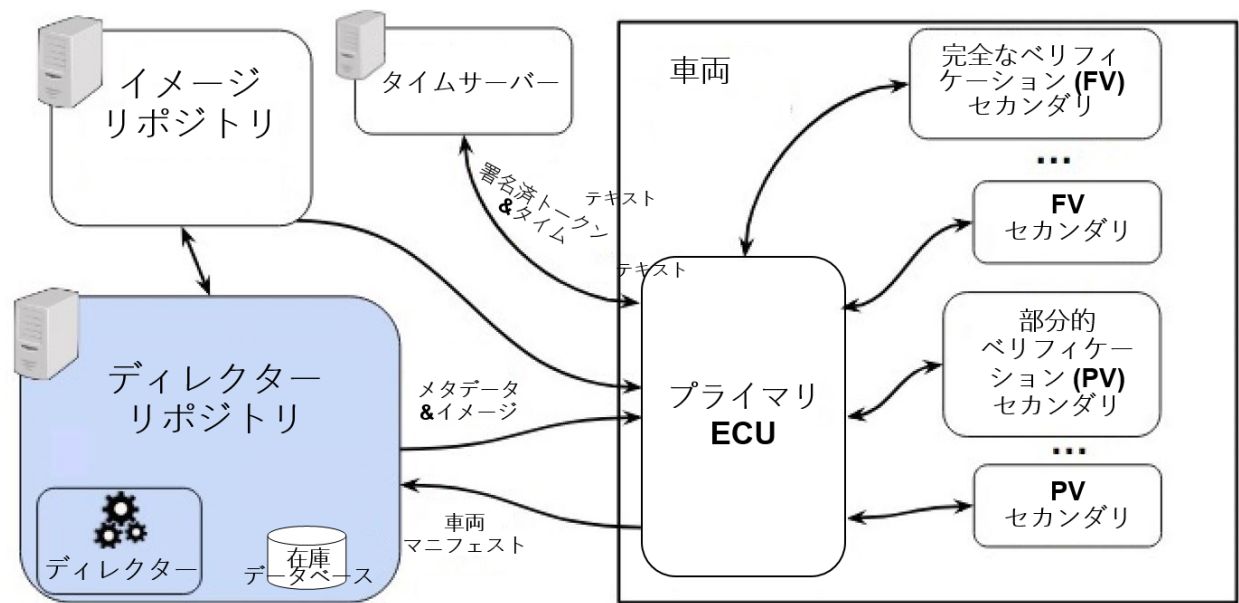 イメージ
リポジトリ
タイムサーバー
署名済トークン
&タイム
テキスト
テキスト
ディレクター
リポジトリ
メタデータ
&イメージ
車両
マニフェスト
ディレクター
在庫
データベース
車両
プライマリ
ECU
完全なベリフィ
ケーション (FV)
セカンダリ
...
FV
セカンダリ
部分的
ベリフィケー
ション (PV)
セカンダリ
...
PV
セカンダリ